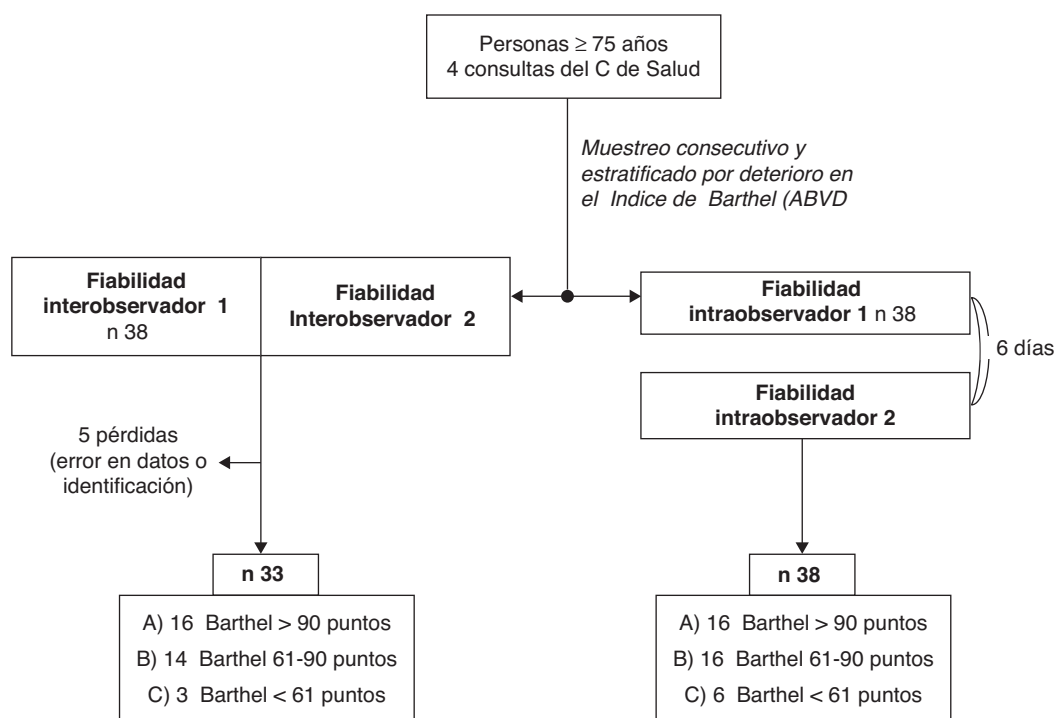 Personas ≥ 75 años
4 consultas del C de Salud
Muestreo consecutivo y
estratificado por deterioro en
el Indice de Barthel (ABVD
Fiabilidad
interobservador 1
n 38
Fiabilidad
Interobservador 2
Fiabilidad
intraobservador 1 n 38
6 días
Fiabilidad
intraobservador 2
5 pérdidas
(error en datos o
identificación)
n 33
A) 16 Barthel > 90 puntos
B) 14 Barthel 61-90 puntos
C) 3 Barthel < 61 puntos
n 38
A) 16 Barthel > 90 puntos
B) 16 Barthel 61-90 puntos
C) 6 Barthel < 61 puntos